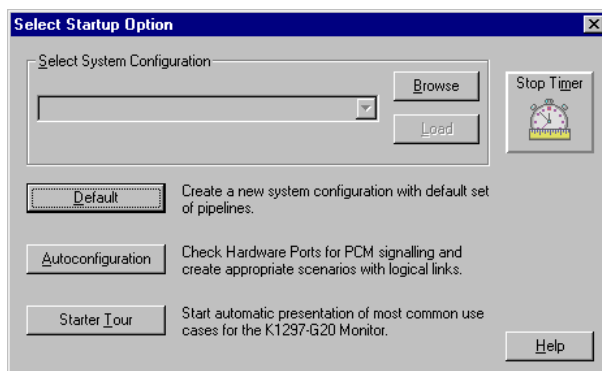 Select Startup Option
Select System Configuration
Browse
Load
Stop Timer
Default
Create a new system configuration with default set
of pipelines.
Autoconfiguration
Check Hardware Ports for PCM signalling and
create appropriate scenarios with logical links.
Starter Tour
Start automatic presentation of most common use
cases for the K1297-G20 Monitor.
Help